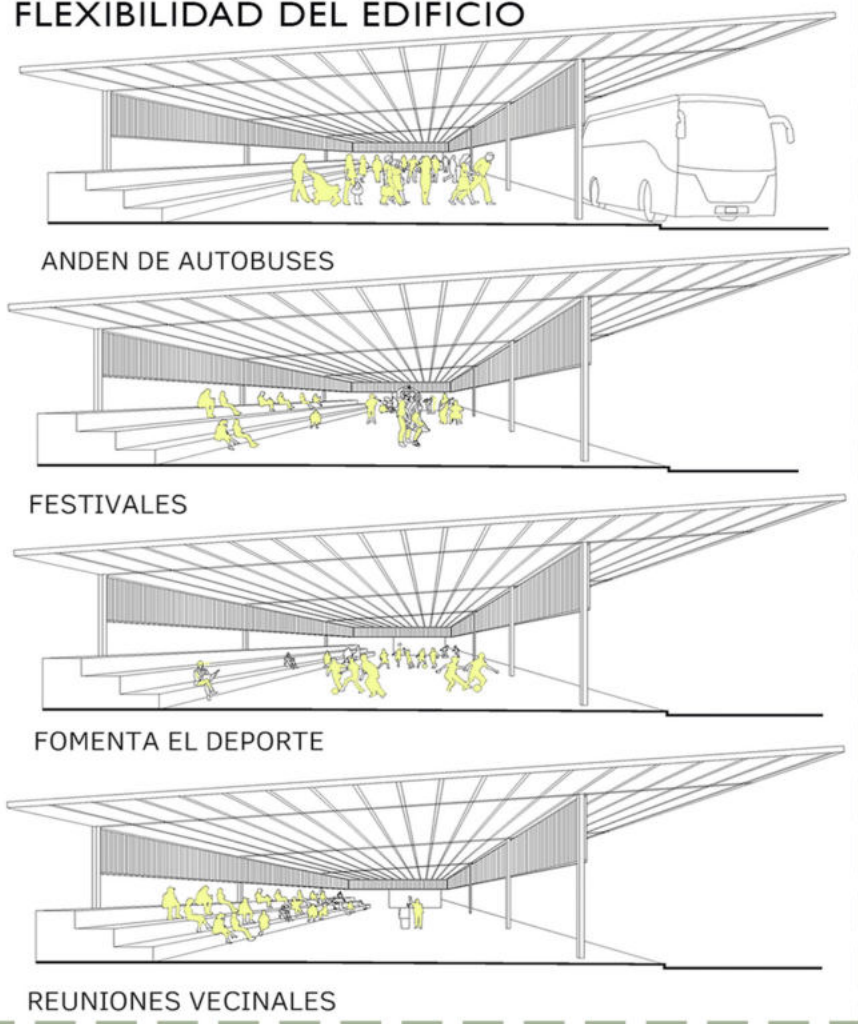 FLEXIBILIDAD DEL EDIFICIO
ANDEN DE AUTOBUSES
FESTIVALES
FOMENTA EL DEPORTE
REUNIONES VECINALES